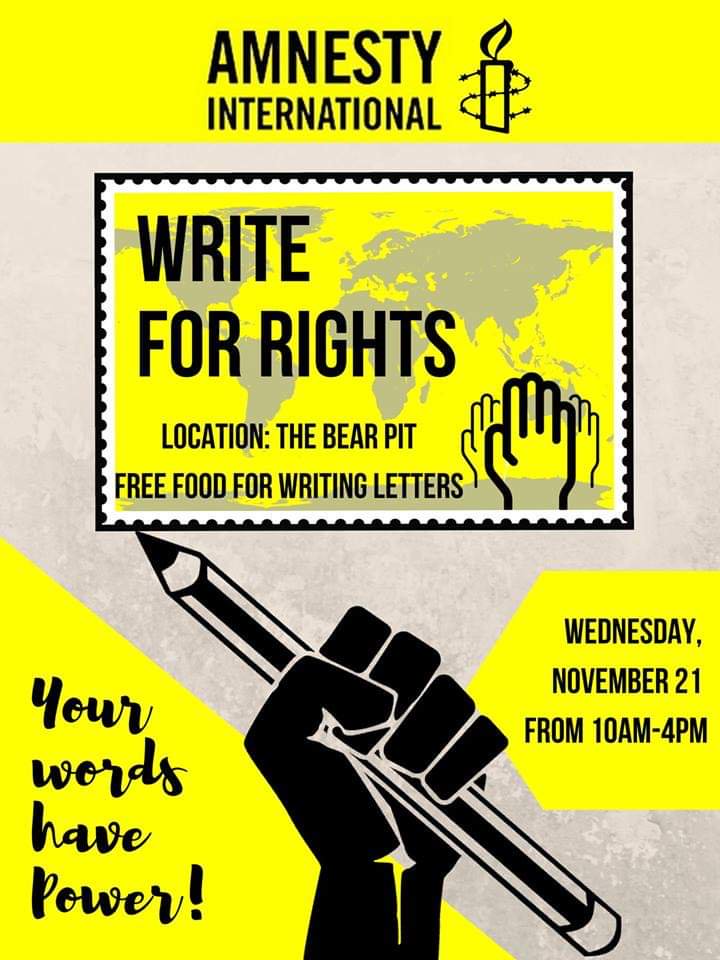 AMNESTY
INTERNATIONAL
WRITE
FOR RIGHTS
LOCATION: THE BEAR PIT
FREE FOOD FOR WRITING LETTERS
WEDNESDAY,
NOVEMBER 21
FROM 10AM-4PM
Your
words
have
Power!